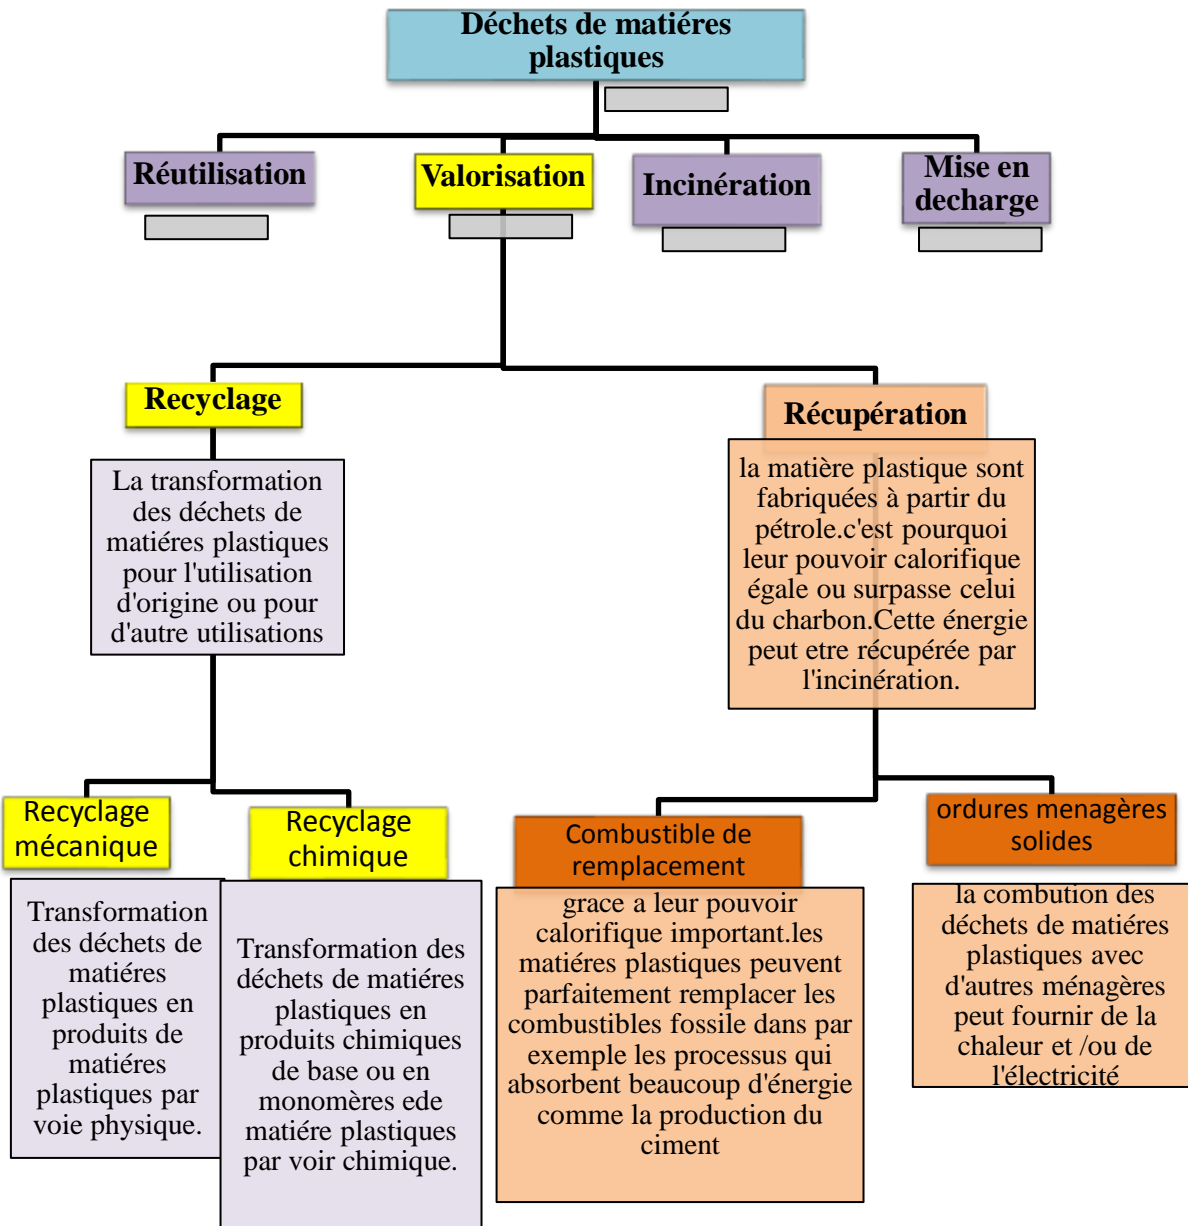 Déchets de matiéres
plastiques
Réutilisation
Valorisation
Incinération
Mise en
decharge
Recyclage
La transformation
des déchets de
matiéres plastiques
pour l'utilisation
d'origine ou pour
d'autre utilisations
Récupération
la matière plastique sont
fabriquées à partir du
pétrole.c'est pourquoi
leur pouvoir calorifique
égale ou surpasse celui
du charbon.Cette énergie
peut etre récupérée par
l'incinération.
Recyclage
mécanique
Transformation
des déchets de
matiéres
plastiques en
produits de
matiéres
plastiques par
voie physique.
Recyclage
chimique
Transformation des
déchets de matiéres
plastiques en
produits chimiques
de base ou en
monomères ede
matiére plastiques
par voir chimique.
Combustible de
remplacement
grace a leur pouvoir
calorifique important.les
matiéres plastiques peuvent
parfaitement remplacer les
combustibles fossile dans par
exemple les processus qui
absorbent beaucoup d'énergie
comme la production du
ciment
ordures menagères
solides
la combution des
déchets de matiéres
plastiques avec
d'autres ménagères
peut fournir de la
chaleur et /ou de
l'électricité